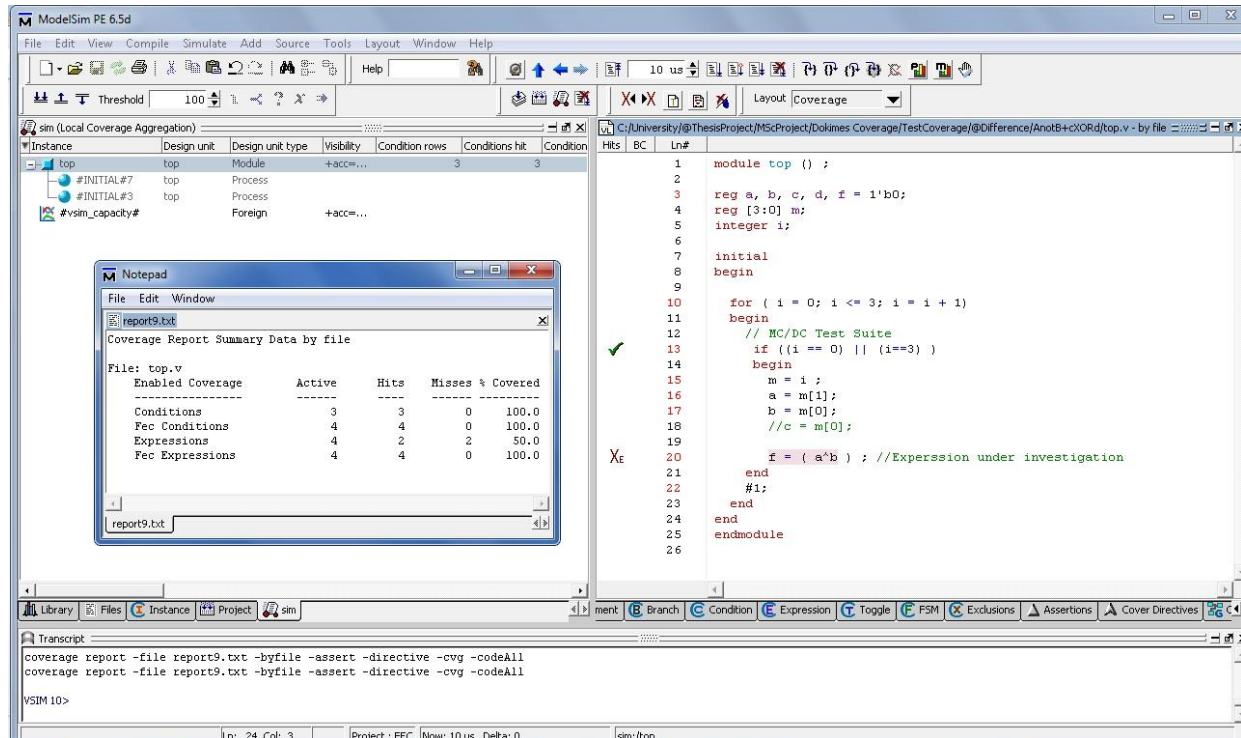 ModelSim PE 6.5d
File Edit View Compile Simulate Add Source Tools Layout Window Help
Help
10 us
Threshold 100
Layout Coverage
sim (Local Coverage Aggregation)
Instance Design unit Design unit type Visibility Condition rows Conditions hit Condition
top top Module +acc=... 3 3
#INITIAL#7 top Process
#INITIAL#3 top Process
#vsim_capacity# Foreign +acc=...
Notepad
File Edit Window
report9.txt
Coverage Report Summary Data by file
File: top.v
Enabled Coverage Active Hits Misses % Covered
---------------- ------ ---- ------ ---------
Conditions 3 3 0 100.0
Fec Conditions 4 4 0 100.0
Expressions 4 2 2 50.0
Fec Expressions 4 4 0 100.0
report9.txt
C:/University/@ThesisProject/MScProject/Dokimes Coverage/TestCoverage/@Difference/AnotB+cXORd/top.v - by file
Hits BC Ln#
1 module top () ;
2
3 reg a, b, c, d, f = 1'b0;
4 reg [3:0] m;
5 integer i;
6
7 initial
8 begin
9
10 for ( i = 0; i <= 3; i = i + 1)
11 begin
12 // MC/DC Test Suite
13 if ((i == 0) || (i==3) )
14 begin
15 m = i ;
16 a = m[1];
17 b = m[0];
18 //c = m[0];
19
XE 20 f = ( a^b ) ; //Experssion under investigation
21 end
22 #1;
23 end
24 end
25 endmodule
26
Library Files Instance Project sim
ment Branch Condition Expression Toggle FSM Exclusions Assertions Cover Directives
Transcript
coverage report -file report9.txt -byfile -assert -directive -cvg -codeAll
coverage report -file report9.txt -byfile -assert -directive -cvg -codeAll
VSIM 10>
Ln: 24 Col: 3 Project : FEC Now: 10 us Delta: 0 sim:/top